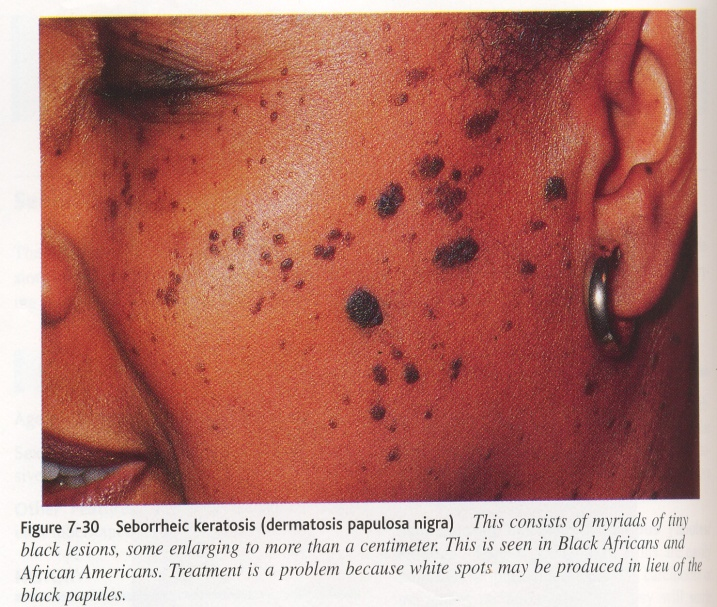 Figure 7-30 Seborrheic keratosis (dermatosis papulosa nigra) This consists of myriads of tiny
black lesions, some enlarging to more than a centimeter. This is seen in Black Africans and
African Americans. Treatment is a problem because white spots may be produced in lieu of the
black papules.